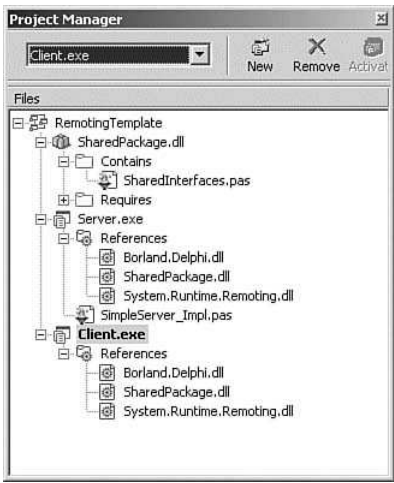 Project Manager
Client.exe
New Remove Activat
Files
RemotingTemplate
SharedPackage.dll
Contains
SharedInterfaces.pas
Requires
Server.exe
References
Borland.Delphi.dll
SharedPackage.dll
System.Runtime.Remoting.dll
SimpleServer_Impl.pas
Client.exe
References
Borland.Delphi.dll
SharedPackage.dll
System.Runtime.Remoting.dll